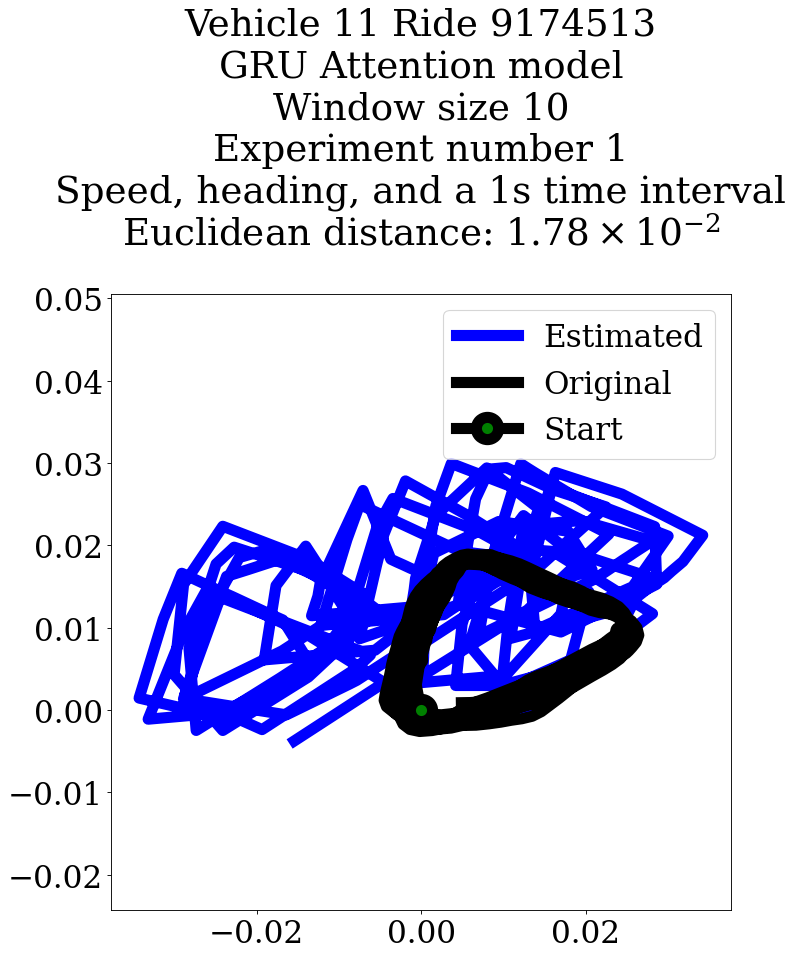 Vehicle 11 Ride 9174513
GRU Attention model
Window size 10
Experiment number 1
Speed, heading, and a 1s time interval
Euclidean distance: 1.78 × 10⁻²
0.05
0.04
0.03
0.02
0.01
0.00
−0.01
−0.02
Estimated
Original
Start
−0.02 0.00 0.02